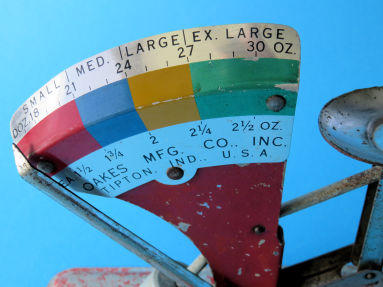 SMALL | MED. | LARGE | EX. LARGE
DOZ. 18 21 24 27 30 OZ.
EA. 1½ 1¾ 2 2¼ 2½ OZ.
OAKES MFG. CO., INC.
TIPTON, IND., U.S.A.